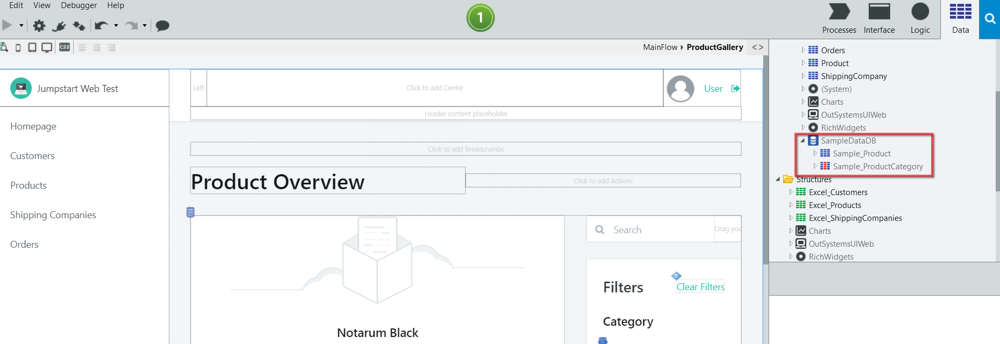 Edit View Debugger Help
1
Processes Interface Logic Data
CSS
MainFlow ProductGallery <>
Jumpstart Web Test
Homepage
Customers
Products
Shipping Companies
Orders
Left
Click to add Center
User
Header content placeholder
Click to add Breadcrumbs
Product Overview
Click to add Actions
Search
Drag you
Filters
T
Clear Filters
Category
Notarum Black
Orders
Product
ShippingCompany
(System)
Charts
OutSystemsUIWeb
RichWidgets
SampleDataDB
Sample_Product
Sample_ProductCategory
Structures
Excel_Customers
Excel_Products
Excel_ShippingCompanies
Charts
OutSystemsUIWeb
RichWidgets